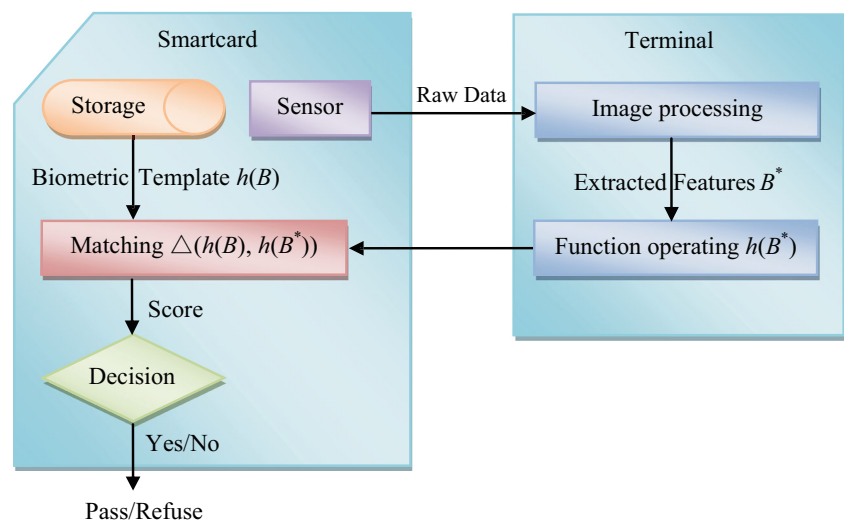 Smartcard
Terminal
Storage
Sensor
Raw Data
Image processing
Biometric Template h(B)
Extracted Features B*
Matching △(h(B), h(B*))
Function operating h(B*)
Score
Decision
Yes/No
Pass/Refuse